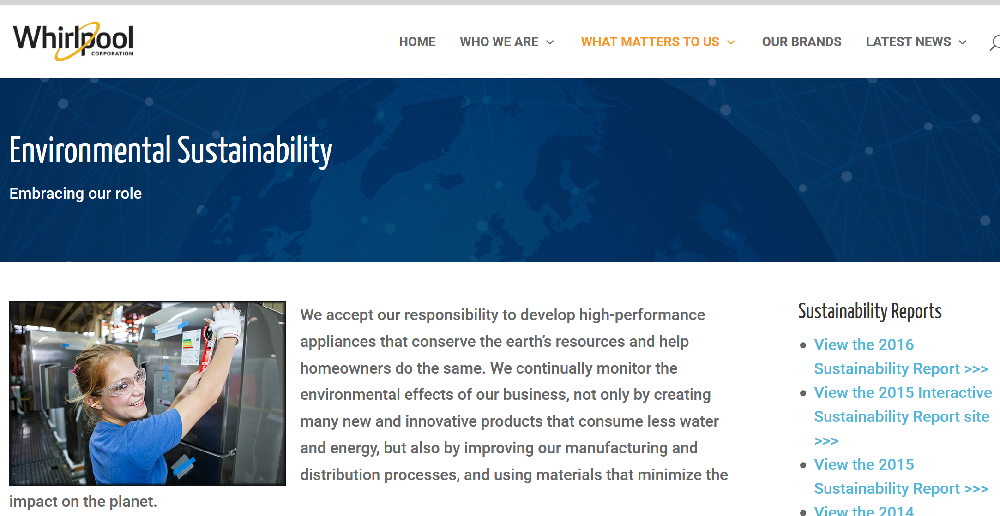 Whirlpool
CORPORATION
HOME
WHO WE ARE
WHAT MATTERS TO US
OUR BRANDS
LATEST NEWS
Environmental Sustainability
Embracing our role
We accept our responsibility to develop high-performance
appliances that conserve the earth’s resources and help
homeowners do the same. We continually monitor the
environmental effects of our business, not only by creating
many new and innovative products that consume less water
and energy, but also by improving our manufacturing and
distribution processes, and using materials that minimize the
impact on the planet.
Sustainability Reports
View the 2016
Sustainability Report >>>
View the 2015 Interactive
Sustainability Report site
>>>
View the 2015
Sustainability Report >>>
View the 2014